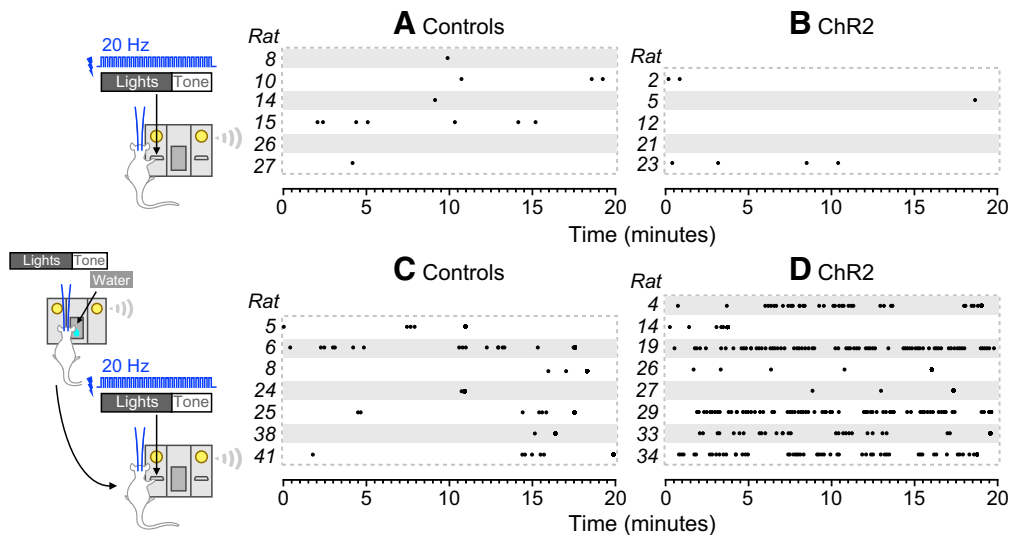 A Controls
B ChR2
20 Hz
Lights Tone
Rat
8
10
14
15
26
27
0 5 10 15 20
Rat
2
5
12
21
23
0 5 10 15 20
Time (minutes)
C Controls
D ChR2
Lights Tone
Water
20 Hz
Lights Tone
Rat
5
6
8
24
25
38
41
0 5 10 15 20
Rat
4
14
19
26
27
29
33
34
0 5 10 15 20
Time (minutes)